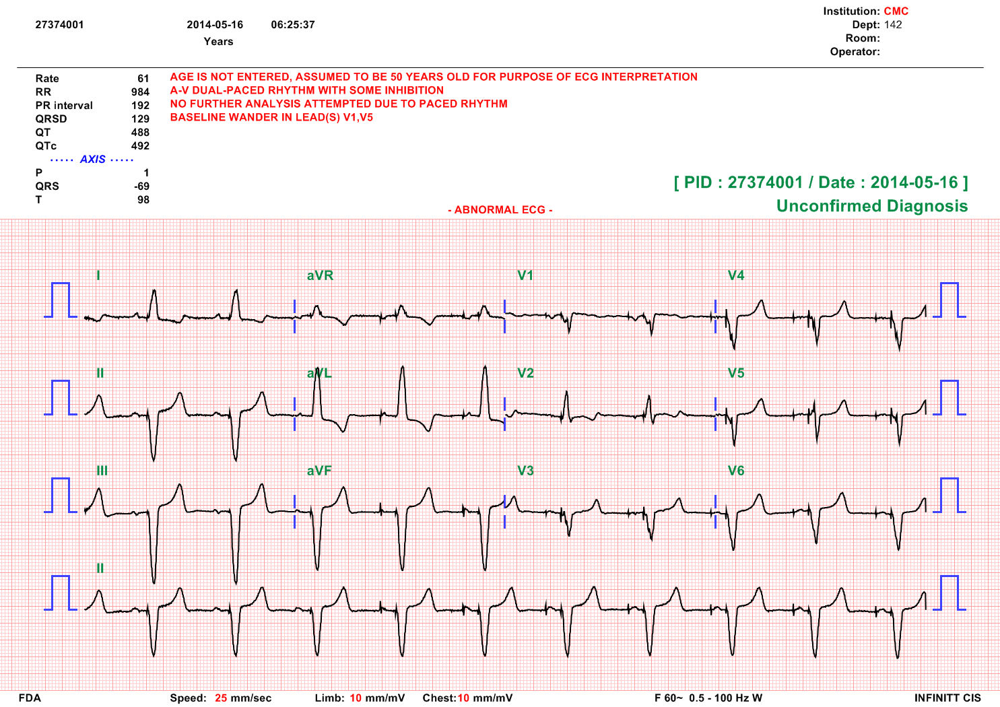 Institution: CMC
27374001 2014-05-16 06:25:37 Dept: 142
Years Room:
Operator:
Rate 61 AGE IS NOT ENTERED, ASSUMED TO BE 50 YEARS OLD FOR PURPOSE OF ECG INTERPRETATION
RR 984 A-V DUAL-PACED RHYTHM WITH SOME INHIBITION
PR interval 192 NO FURTHER ANALYSIS ATTEMPTED DUE TO PACED RHYTHM
QRSD 129 BASELINE WANDER IN LEAD(S) V1,V5
QT 488
QTc 492
····· AXIS ·····
P 1
QRS -69
T 98
[ PID : 27374001 / Date : 2014-05-16 ]
Unconfirmed Diagnosis
- ABNORMAL ECG -
I aVR V1 V4
II aVL V2 V5
III aVF V3 V6
II
FDA Speed: 25 mm/sec Limb: 10 mm/mV Chest:10 mm/mV F 60~ 0.5 - 100 Hz W INFINITT CIS